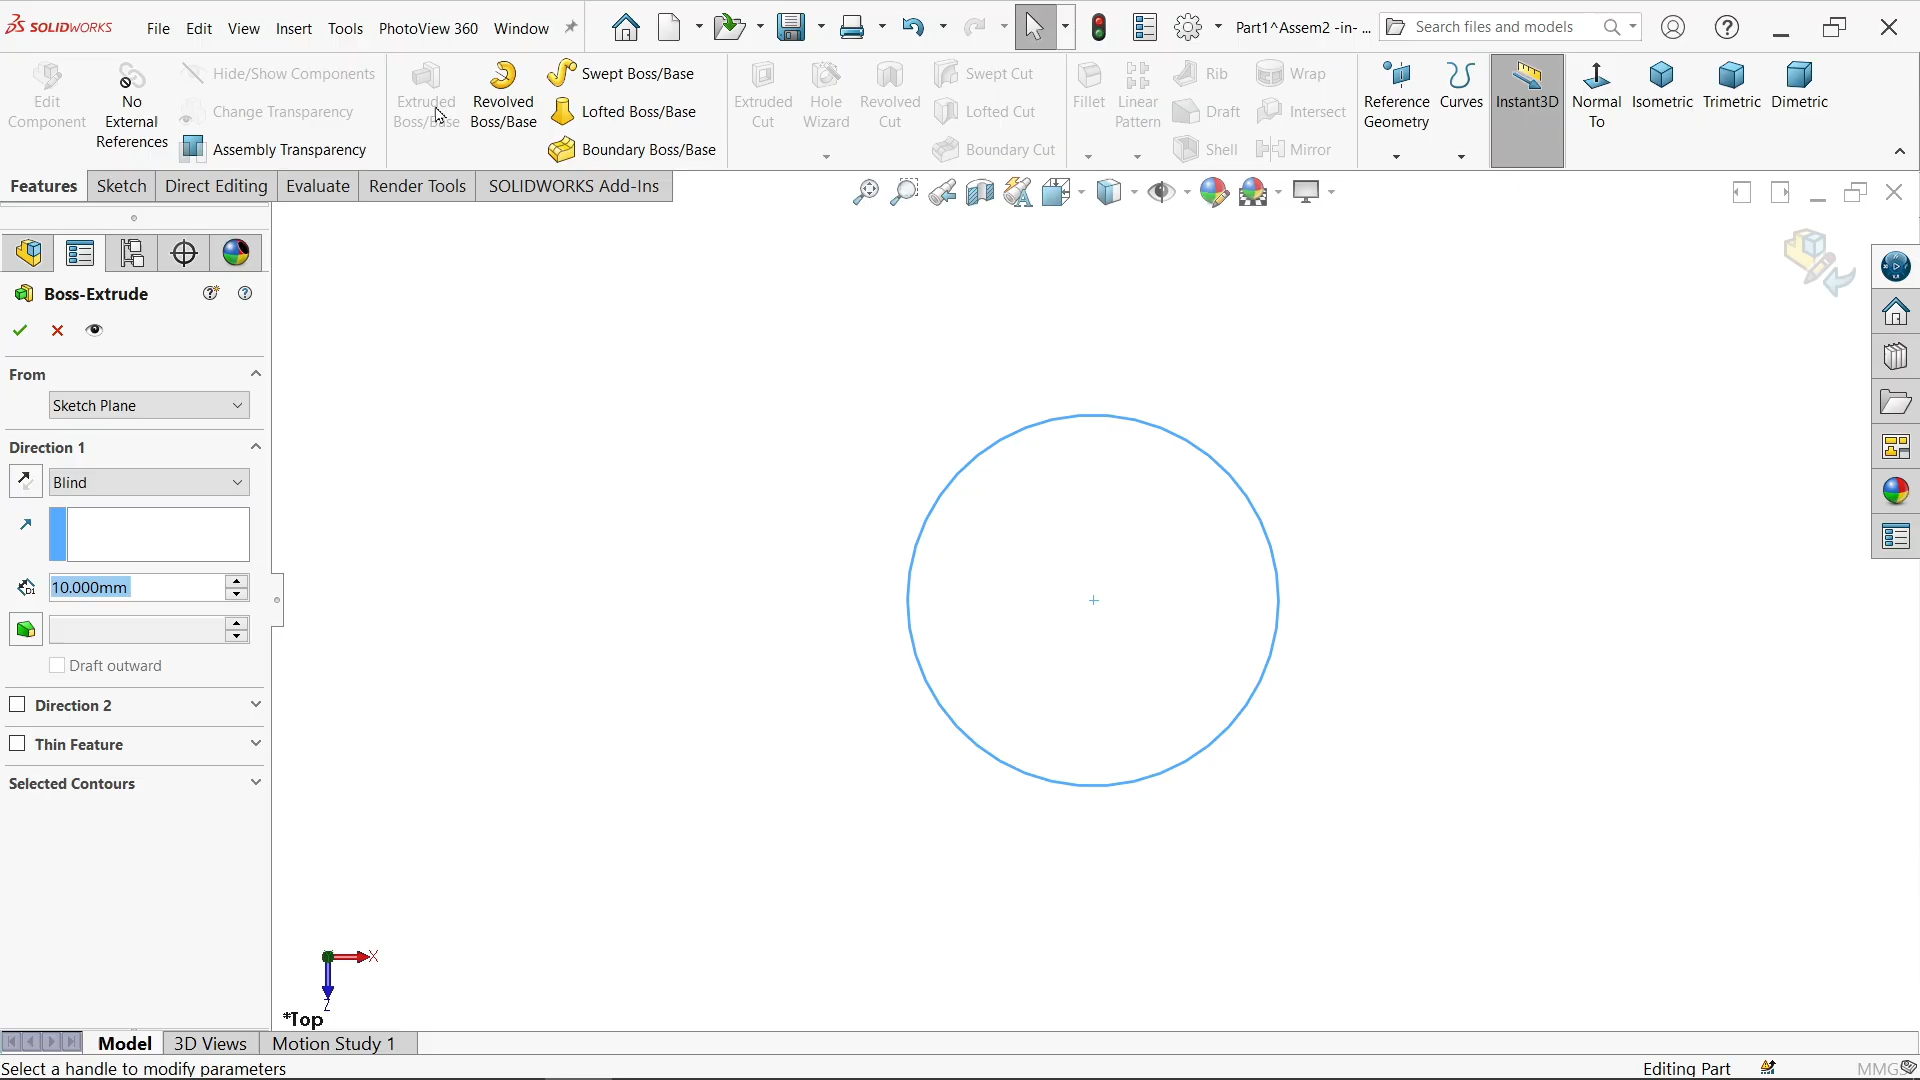 SOLIDWORKS File Edit View Insert Tools PhotoView 360 Window Part1^Assem2 -in- ... Search files and models
Edit Component
No External References
Hide/Show Components
Change Transparency
Assembly Transparency
Extruded Boss/Base
Revolved Boss/Base
Swept Boss/Base
Lofted Boss/Base
Boundary Boss/Base
Extruded Cut
Hole Wizard
Revolved Cut
Swept Cut
Lofted Cut
Boundary Cut
Fillet
Linear Pattern
Rib
Draft
Shell
Wrap
Intersect
Mirror
Reference Geometry
Curves
Instant3D
Normal To
Isometric
Trimetric
Dimetric
Features Sketch Direct Editing Evaluate Render Tools SOLIDWORKS Add-Ins
Boss-Extrude
From
Sketch Plane
Direction 1
Blind
10.000mm
Draft outward
Direction 2
Thin Feature
Selected Contours
X
Z
*Top
Model 3D Views Motion Study 1
Select a handle to modify parameters Editing Part